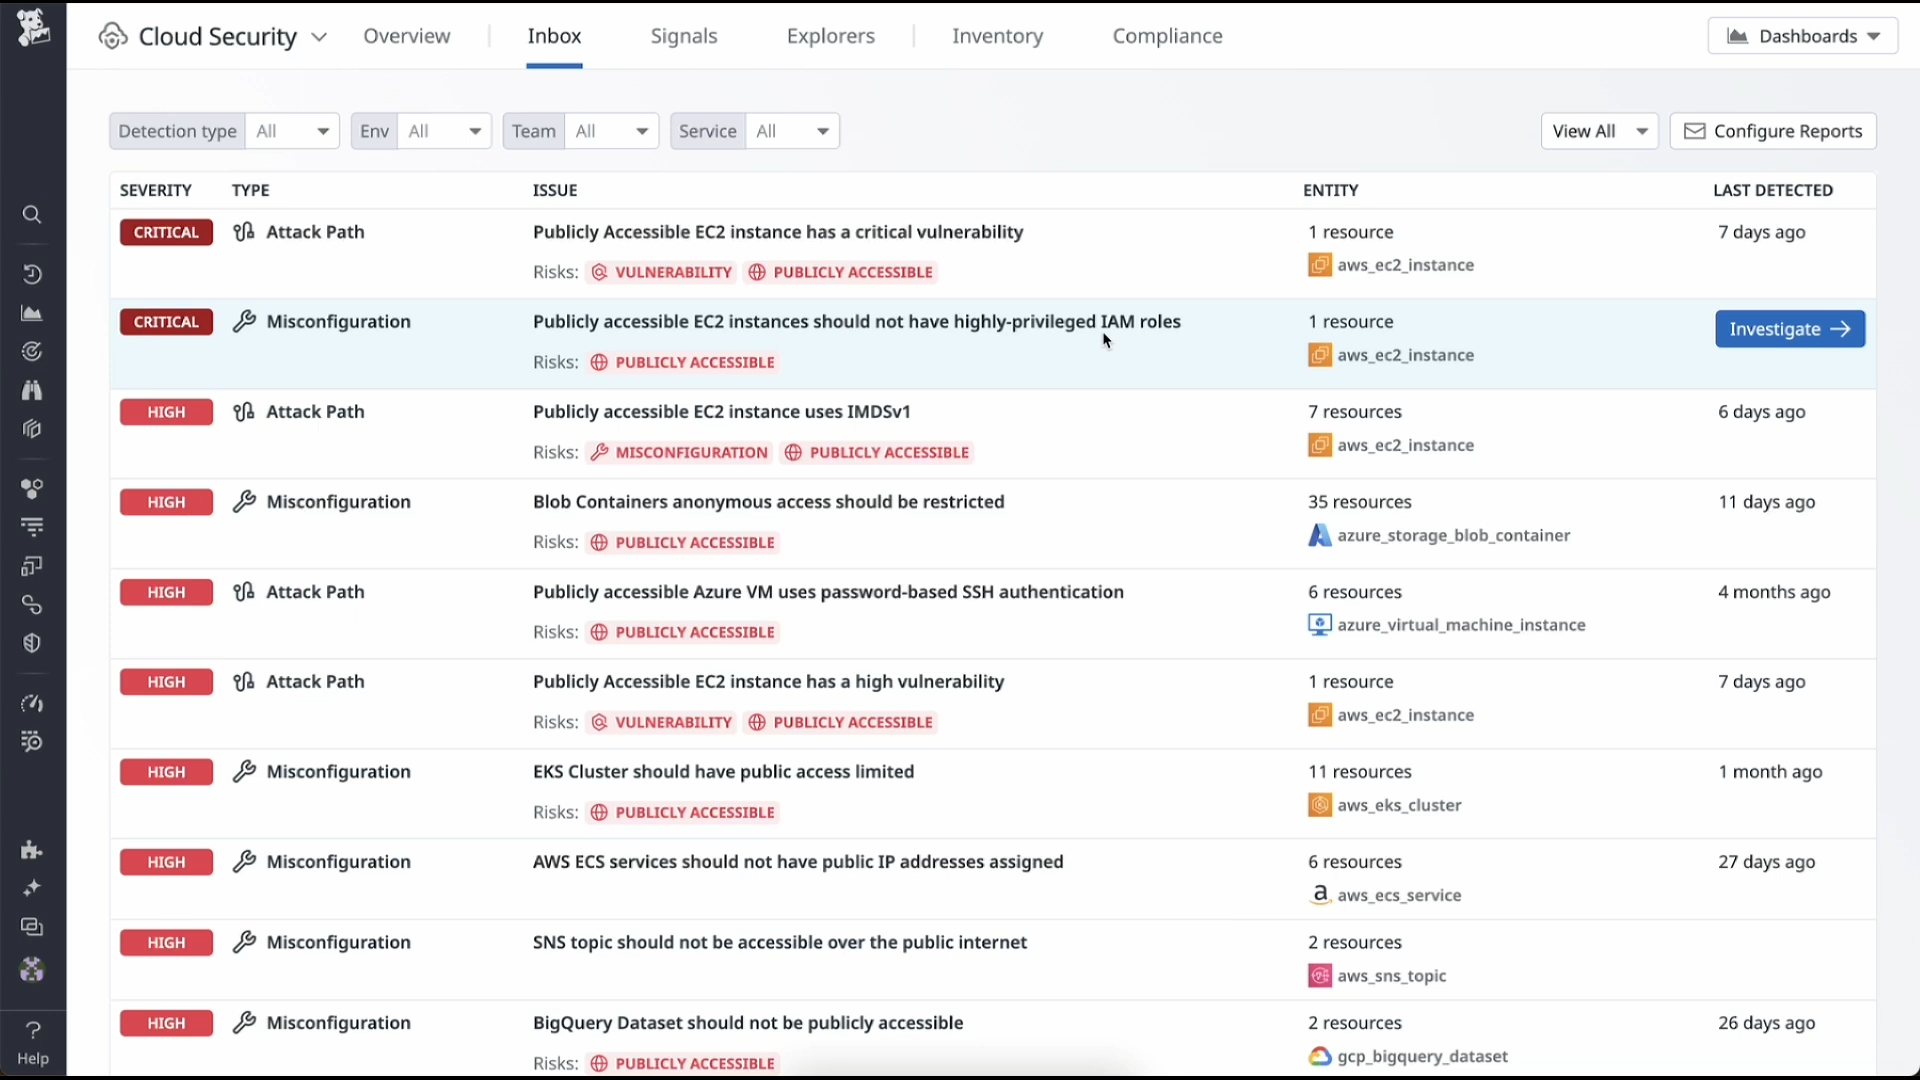 Cloud Security Overview Inbox Signals Explorers Inventory Compliance Dashboards
Detection type All Env All Team All Service All View All Configure Reports
SEVERITY TYPE ISSUE ENTITY LAST DETECTED
CRITICAL Attack Path Publicly Accessible EC2 instance has a critical vulnerability 1 resource 7 days ago
Risks: VULNERABILITY PUBLICLY ACCESSIBLE aws_ec2_instance
CRITICAL Misconfiguration Publicly accessible EC2 instances should not have highly-privileged IAM roles 1 resource Investigate
Risks: PUBLICLY ACCESSIBLE aws_ec2_instance
HIGH Attack Path Publicly accessible EC2 instance uses IMDSv1 7 resources 6 days ago
Risks: MISCONFIGURATION PUBLICLY ACCESSIBLE aws_ec2_instance
HIGH Misconfiguration Blob Containers anonymous access should be restricted 35 resources 11 days ago
Risks: PUBLICLY ACCESSIBLE azure_storage_blob_container
HIGH Attack Path Publicly accessible Azure VM uses password-based SSH authentication 6 resources 4 months ago
Risks: PUBLICLY ACCESSIBLE azure_virtual_machine_instance
HIGH Attack Path Publicly Accessible EC2 instance has a high vulnerability 1 resource 7 days ago
Risks: VULNERABILITY PUBLICLY ACCESSIBLE aws_ec2_instance
HIGH Misconfiguration EKS Cluster should have public access limited 11 resources 1 month ago
Risks: PUBLICLY ACCESSIBLE aws_eks_cluster
HIGH Misconfiguration AWS ECS services should not have public IP addresses assigned 6 resources 27 days ago
aws_ecs_service
HIGH Misconfiguration SNS topic should not be accessible over the public internet 2 resources
aws_sns_topic
HIGH Misconfiguration BigQuery Dataset should not be publicly accessible 2 resources 26 days ago
Risks: PUBLICLY ACCESSIBLE gcp_bigquery_dataset
Help